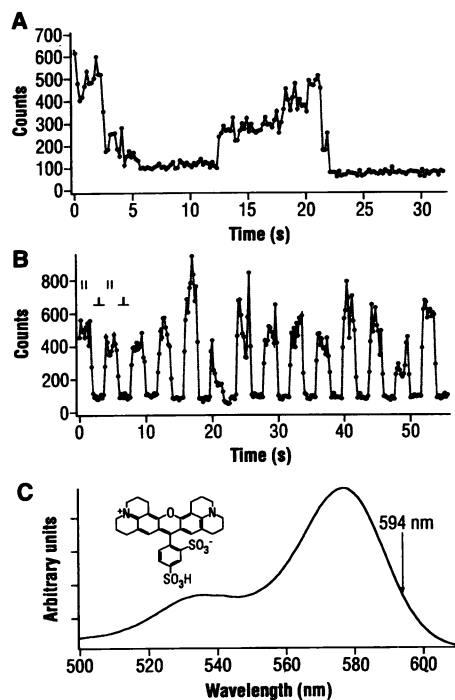 A
700
600
500
400
300
200
100
0
Counts
0 5 10 15 20 25 30
Time (s)
B
800
600
400
200
0
Counts
|| ⊥ || ⊥
0 10 20 30 40 50
Time (s)
C
Arbitrary units
+N O N
SO3-
SO3H
594 nm
500 520 540 560 580 600
Wavelength (nm)